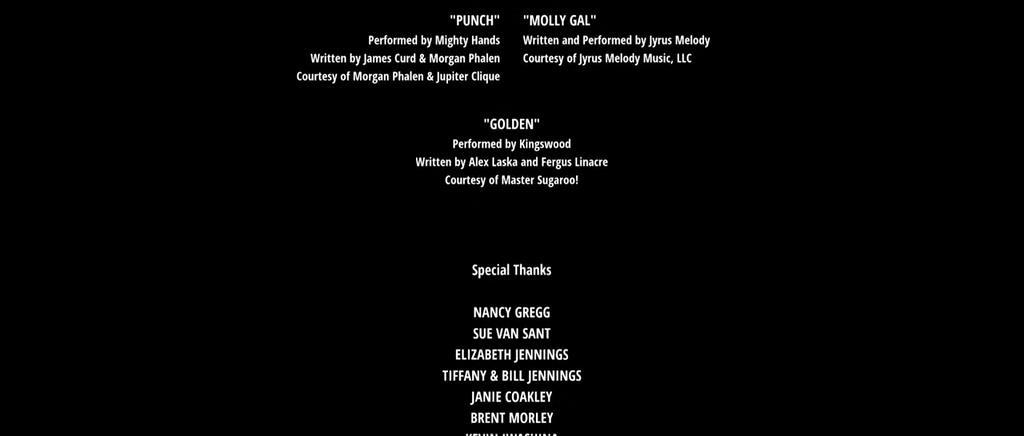 "PUNCH"
Performed by Mighty Hands
Written by James Curd & Morgan Phalen
Courtesy of Morgan Phalen & Jupiter Clique
"MOLLY GAL"
Written and Performed by Jyrus Melody
Courtesy of Jyrus Melody Music, LLC
"GOLDEN"
Performed by Kingswood
Written by Alex Laska and Fergus Linacre
Courtesy of Master Sugaroo!
Special Thanks
NANCY GREGG
SUE VAN SANT
ELIZABETH JENNINGS
TIFFANY & BILL JENNINGS
JANIE COAKLEY
BRENT MORLEY